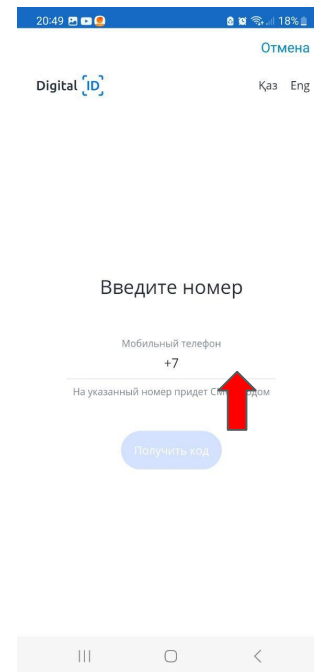 20:49 18%
Отмена
Digital ID Қаз Eng
Введите номер
Мобильный телефон
+7
На указанный номер придет
Получить код